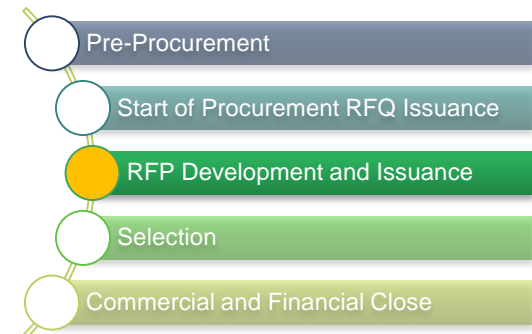 Pre-Procurement
Start of Procurement RFQ Issuance
RFP Development and Issuance
Selection
Commercial and Financial Close